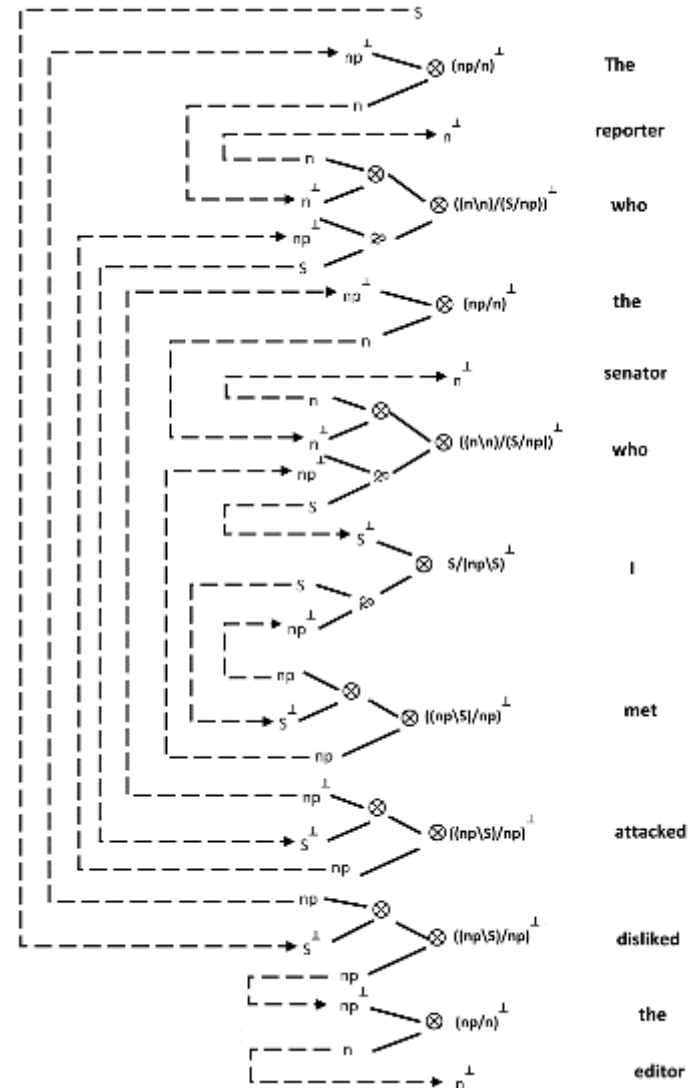 S
np⊥ ⊗ (np/n)⊥ The
n
n⊥ reporter
n ⊗
n⊥ ⊗ ((n\n)/(S/np))⊥ who
np⊥ ⅋
S
np⊥ ⊗ (np/n)⊥ the
n
n⊥ senator
n ⊗
n⊥ ⊗ ((n\n)/(S/np))⊥ who
np⊥ ⅋
S
S⊥ ⊗ S/(np\S)⊥ I
S ⅋
np⊥
np ⊗
S⊥ ⊗ ((np\S)/np)⊥ met
np
np⊥ ⊗
S⊥ ⊗ ((np\S)/np)⊥ attacked
np
np ⊗
S⊥ ⊗ ((np\S)/np)⊥ disliked
np
np⊥ ⊗ (np/n)⊥ the
n
n⊥ editor